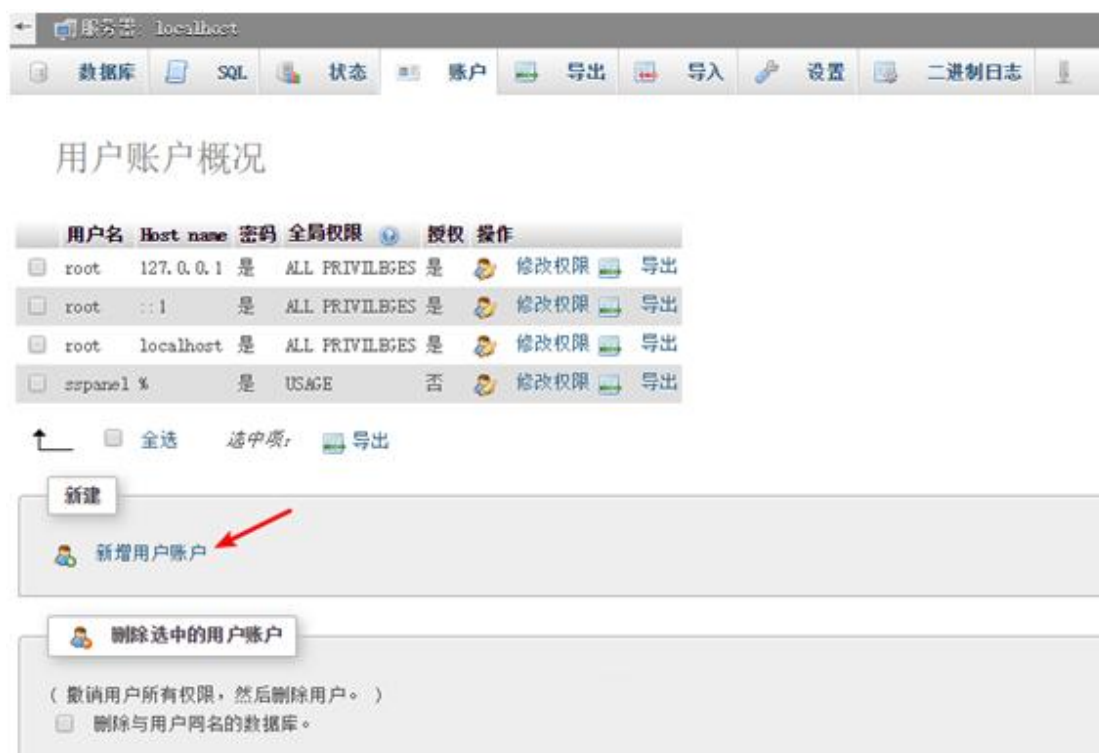 服务器: localhost
数据库 SQL 状态 账户 导出 导入 设置 二进制日志
用户账户概况
用户名 Host name 密码 全局权限 授权 操作
root 127.0.0.1 是 ALL PRIVILEGES 是 修改权限 导出
root ::1 是 ALL PRIVILEGES 是 修改权限 导出
root localhost 是 ALL PRIVILEGES 是 修改权限 导出
sspanel % 是 USAGE 否 修改权限 导出
全选 选中项: 导出
新建
新增用户账户
删除选中的用户账户
( 撤销用户所有权限，然后删除用户。 )
删除与用户同名的数据库。